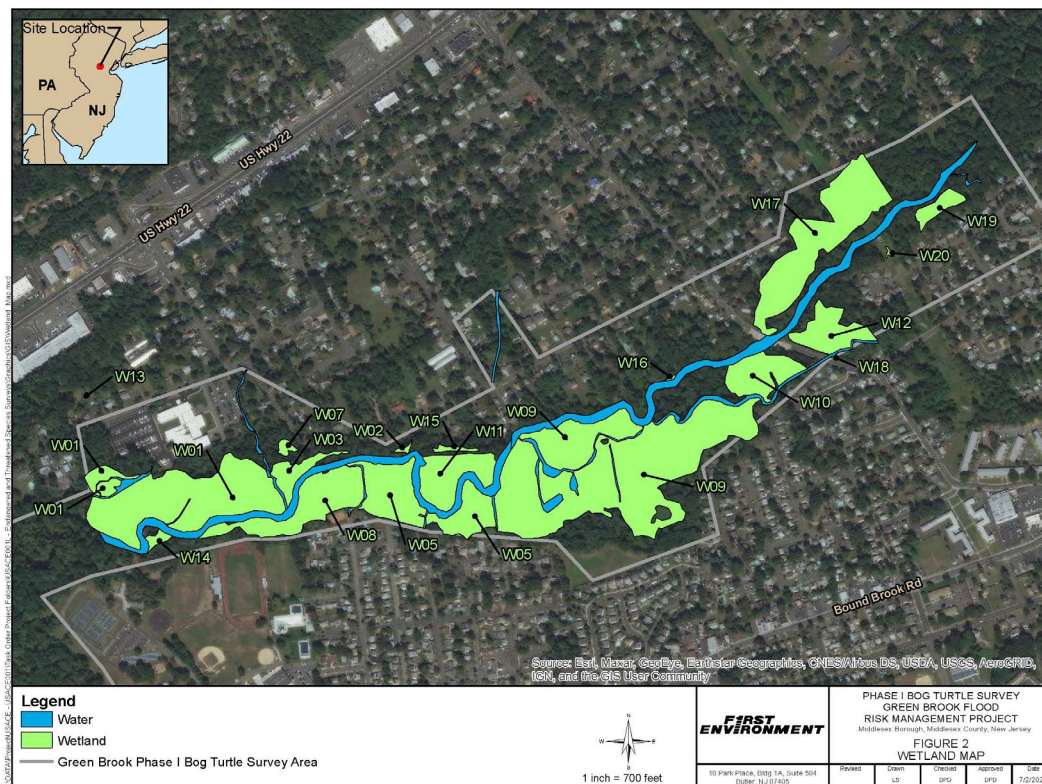 Site Location
PA
NJ
US Hwy 22
US Hwy 22
W17
W19
W20
W12
W16
W18
W13
W10
W07
W02
W15
W09
W03
W11
W01
W01
W09
W01
W08
W05
W05
W14
Bound Brook Rd
Source: Esri, Maxar, GeoEye, Earthstar Geographics, CNES/Airbus DS, USDA, USGS, AeroGRID,
IGN, and the GIS User Community
Legend
Water
Wetland
Green Brook Phase I Bog Turtle Survey Area
N
W
E
S
1 inch = 700 feet
FIRST
ENVIRONMENT
10 Park Place, Bldg 1A, Suite 504
Butler, NJ 07405
PHASE I BOG TURTLE SURVEY
GREEN BROOK FLOOD
RISK MANAGEMENT PROJECT
Middlesex Borough, Middlesex County, New Jersey
FIGURE 2
WETLAND MAP
Revised Drawn Checked Approved Date
LS DPD DPD